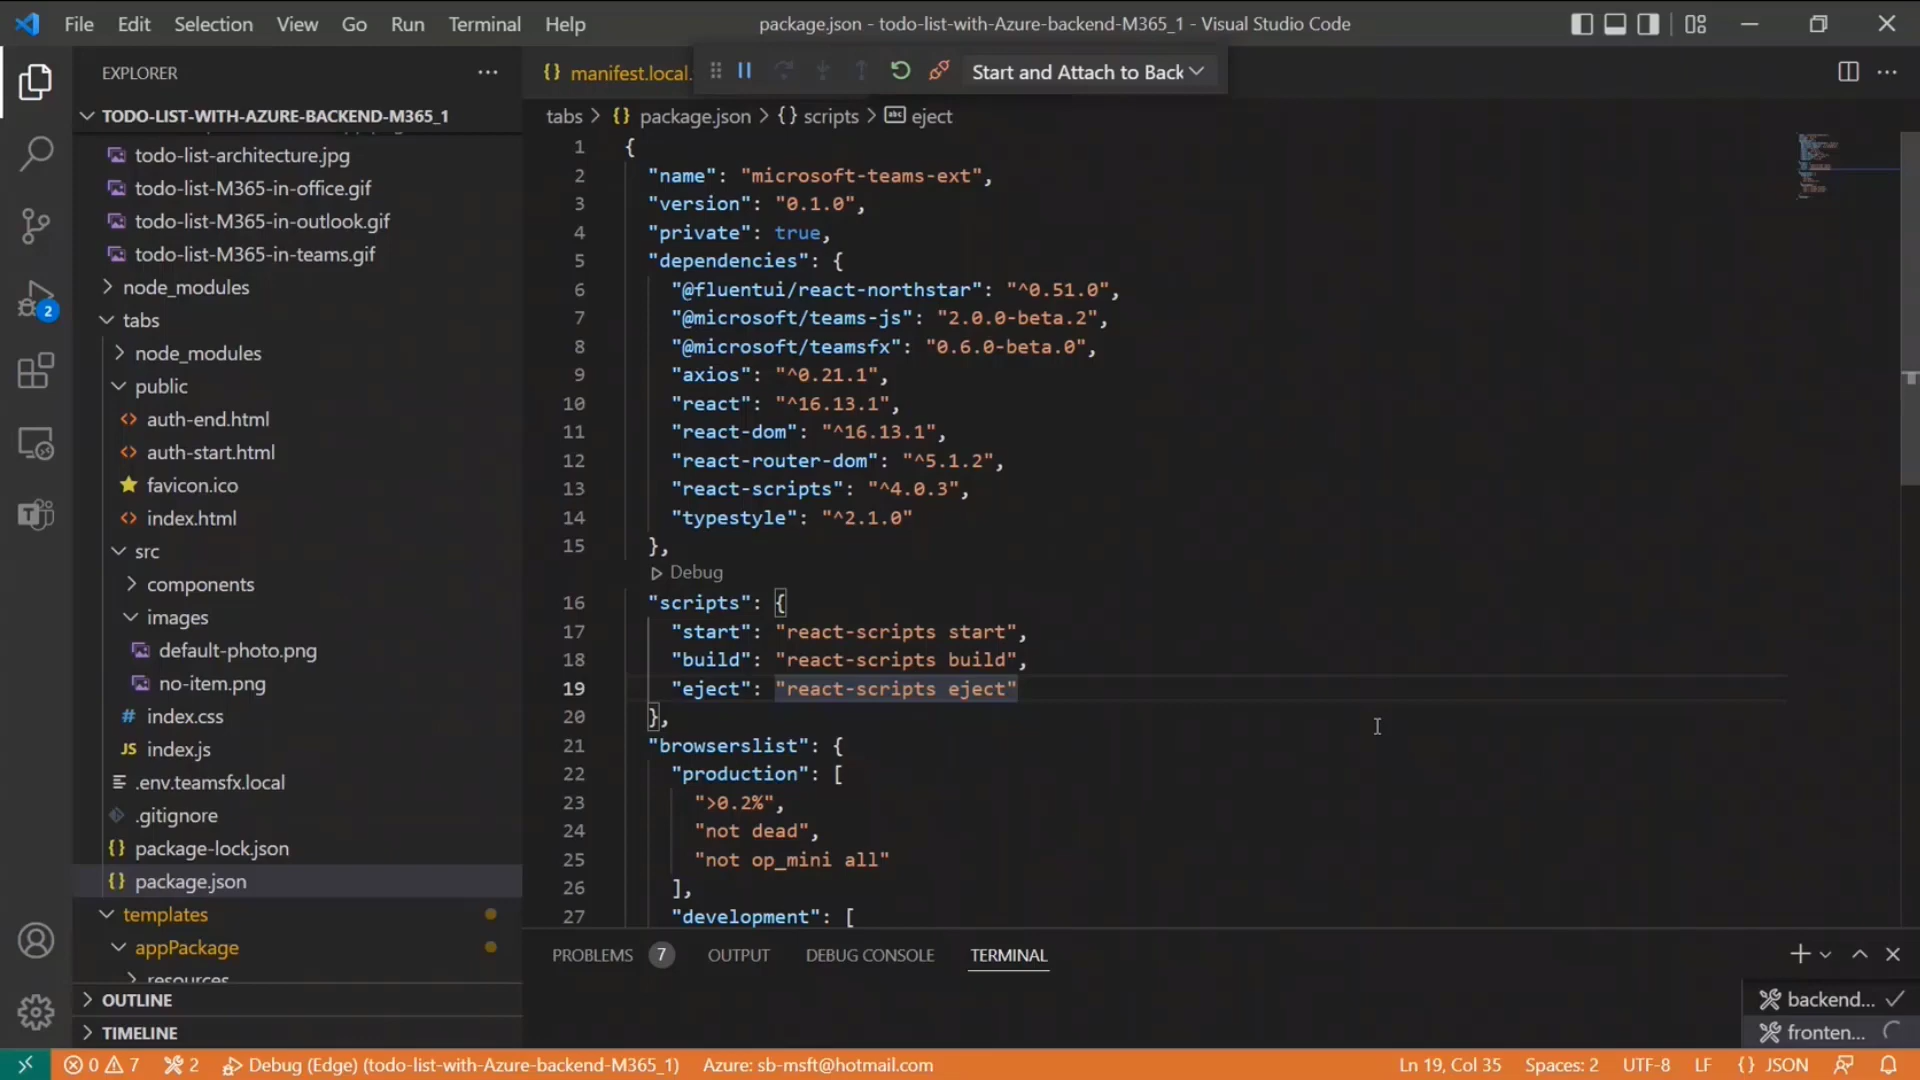 File Edit Selection View Go Run Terminal Help
package.json - todo-list-with-Azure-backend-M365_1 - Visual Studio Code
EXPLORER
TODO-LIST-WITH-AZURE-BACKEND-M365_1
todo-list-architecture.jpg
todo-list-M365-in-office.gif
todo-list-M365-in-outlook.gif
todo-list-M365-in-teams.gif
node_modules
tabs
node_modules
public
auth-end.html
auth-start.html
favicon.ico
index.html
src
components
images
default-photo.png
no-item.png
index.css
JS index.js
.env.teamsfx.local
.gitignore
package-lock.json
package.json
templates
appPackage
resources
OUTLINE
TIMELINE
2
{} manifest.local.
Start and Attach to Back
tabs > {} package.json > {} scripts > abc eject
1 {
2 "name": "microsoft-teams-ext",
3 "version": "0.1.0",
4 "private": true,
5 "dependencies": {
6 "@fluentui/react-northstar": "^0.51.0",
7 "@microsoft/teams-js": "2.0.0-beta.2",
8 "@microsoft/teamsfx": "0.6.0-beta.0",
9 "axios": "^0.21.1",
10 "react": "^16.13.1",
11 "react-dom": "^16.13.1",
12 "react-router-dom": "^5.1.2",
13 "react-scripts": "^4.0.3",
14 "typestyle": "^2.1.0"
15 },
Debug
16 "scripts": {
17 "start": "react-scripts start",
18 "build": "react-scripts build",
19 "eject": "react-scripts eject"
20 },
21 "browserslist": {
22 "production": [
23 ">0.2%",
24 "not dead",
25 "not op_mini all"
26 ],
27 "development": [
PROBLEMS 7 OUTPUT DEBUG CONSOLE TERMINAL
backend...
fronten...
0 7 2 Debug (Edge) (todo-list-with-Azure-backend-M365_1) Azure: sb-msft@hotmail.com Ln 19, Col 35 Spaces: 2 UTF-8 LF {} JSON